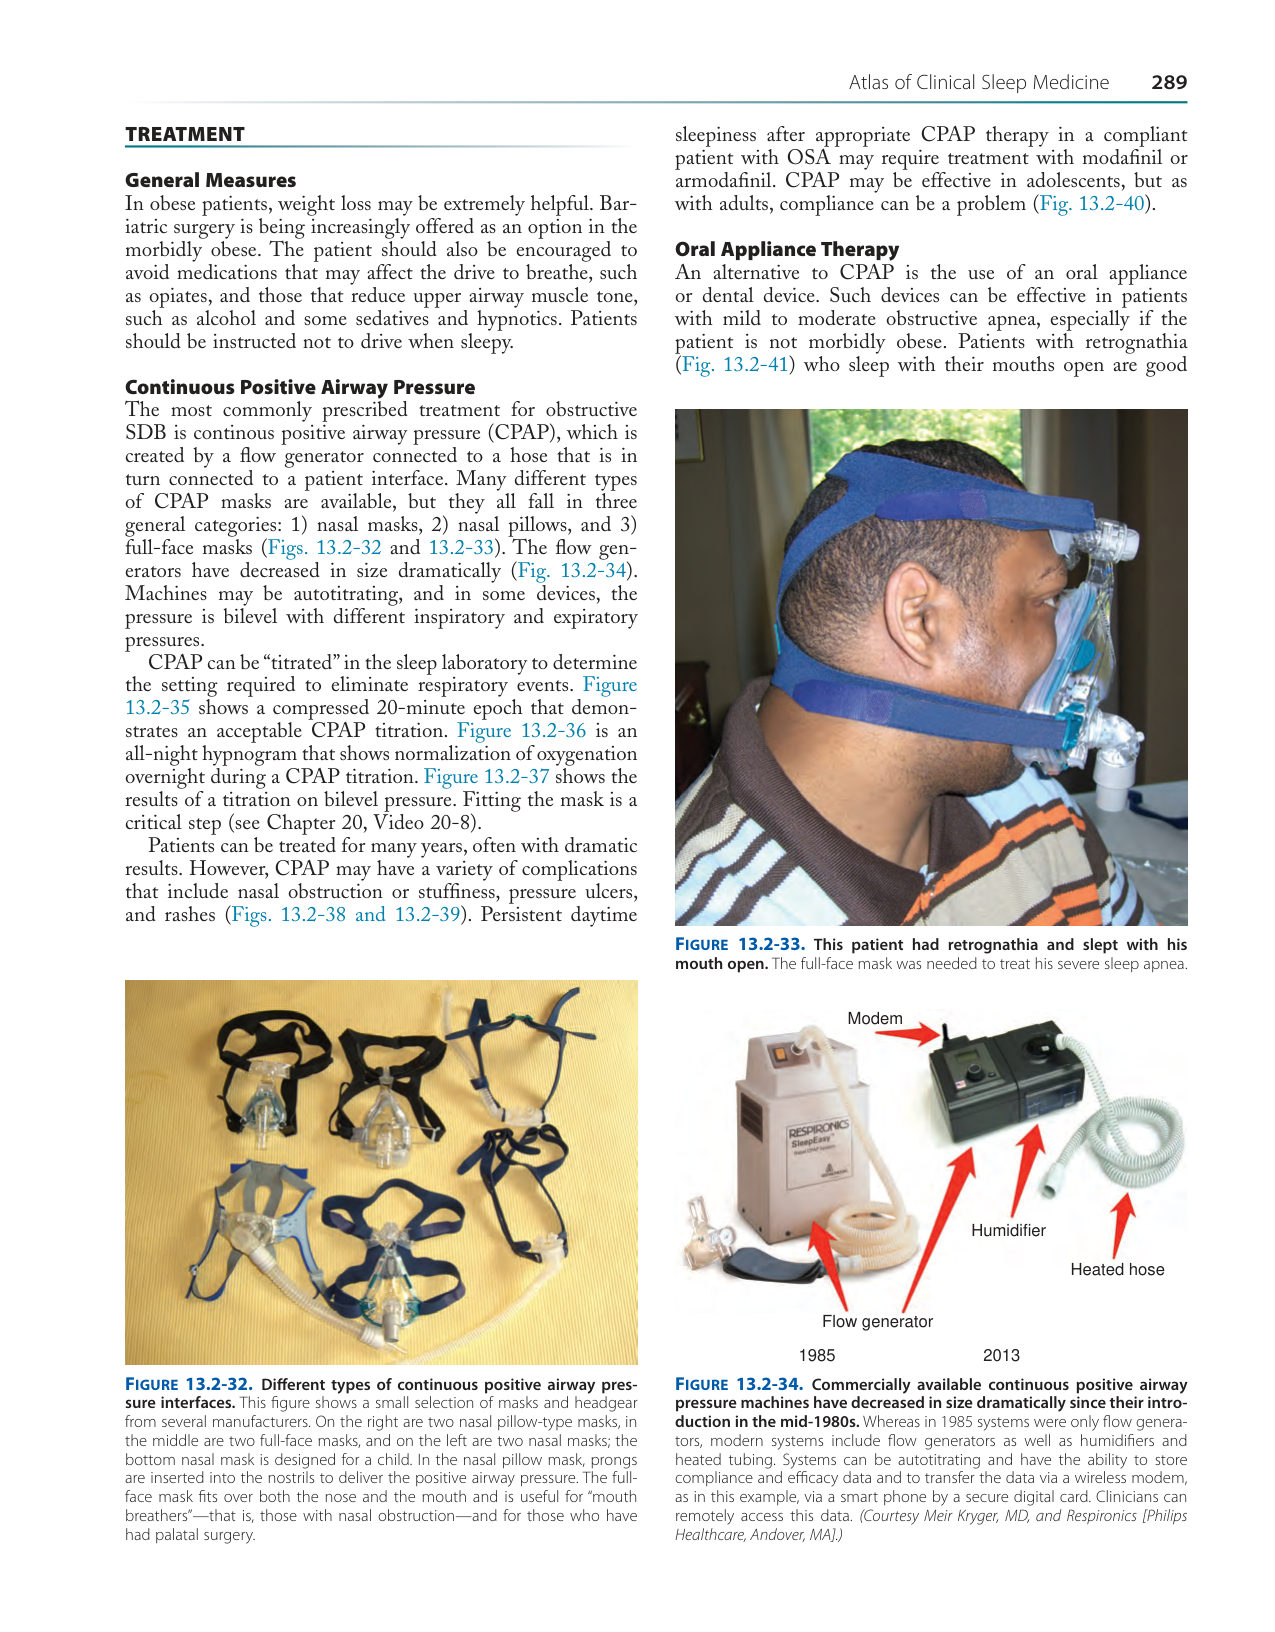 Atlas of Clinical Sleep Medicine 289
TREATMENT
General Measures
In obese patients, weight loss may be extremely helpful. Bar-
iatric surgery is being increasingly offered as an option in the
morbidly obese. The patient should also be encouraged to
avoid medications that may affect the drive to breathe, such
as opiates, and those that reduce upper airway muscle tone,
such as alcohol and some sedatives and hypnotics. Patients
should be instructed not to drive when sleepy.
Continuous Positive Airway Pressure
The most commonly prescribed treatment for obstructive
SDB is continous positive airway pressure (CPAP), which is
created by a flow generator connected to a hose that is in
turn connected to a patient interface. Many different types
of CPAP masks are available, but they all fall in three
general categories: 1) nasal masks, 2) nasal pillows, and 3)
full-face masks (Figs. 13.2-32 and 13.2-33). The flow gen-
erators have decreased in size dramatically (Fig. 13.2-34).
Machines may be autotitrating, and in some devices, the
pressure is bilevel with different inspiratory and expiratory
pressures.
CPAP can be “titrated” in the sleep laboratory to determine
the setting required to eliminate respiratory events. Figure
13.2-35 shows a compressed 20-minute epoch that demon-
strates an acceptable CPAP titration. Figure 13.2-36 is an
all-night hypnogram that shows normalization of oxygenation
overnight during a CPAP titration. Figure 13.2-37 shows the
results of a titration on bilevel pressure. Fitting the mask is a
critical step (see Chapter 20, Video 20-8).
Patients can be treated for many years, often with dramatic
results. However, CPAP may have a variety of complications
that include nasal obstruction or stuffiness, pressure ulcers,
and rashes (Figs. 13.2-38 and 13.2-39). Persistent daytime
sleepiness after appropriate CPAP therapy in a compliant
patient with OSA may require treatment with modafinil or
armodafinil. CPAP may be effective in adolescents, but as
with adults, compliance can be a problem (Fig. 13.2-40).
Oral Appliance Therapy
An alternative to CPAP is the use of an oral appliance
or dental device. Such devices can be effective in patients
with mild to moderate obstructive apnea, especially if the
patient is not morbidly obese. Patients with retrognathia
(Fig. 13.2-41) who sleep with their mouths open are good
FIGURE 13.2-33. This patient had retrognathia and slept with his
mouth open. The full-face mask was needed to treat his severe sleep apnea.
Modem
RESPIRONICS
SleepEasy
Humidifier
Heated hose
Flow generator
1985 2013
FIGURE 13.2-32. Different types of continuous positive airway pres-
sure interfaces. This figure shows a small selection of masks and headgear
from several manufacturers. On the right are two nasal pillow-type masks, in
the middle are two full-face masks, and on the left are two nasal masks; the
bottom nasal mask is designed for a child. In the nasal pillow mask, prongs
are inserted into the nostrils to deliver the positive airway pressure. The full-
face mask fits over both the nose and the mouth and is useful for “mouth
breathers”—that is, those with nasal obstruction—and for those who have
had palatal surgery.
FIGURE 13.2-34. Commercially available continuous positive airway
pressure machines have decreased in size dramatically since their intro-
duction in the mid-1980s. Whereas in 1985 systems were only flow genera-
tors, modern systems include flow generators as well as humidifiers and
heated tubing. Systems can be autotitrating and have the ability to store
compliance and efficacy data and to transfer the data via a wireless modem,
as in this example, via a smart phone by a secure digital card. Clinicians can
remotely access this data. (Courtesy Meir Kryger, MD, and Respironics [Philips
Healthcare, Andover, MA].)